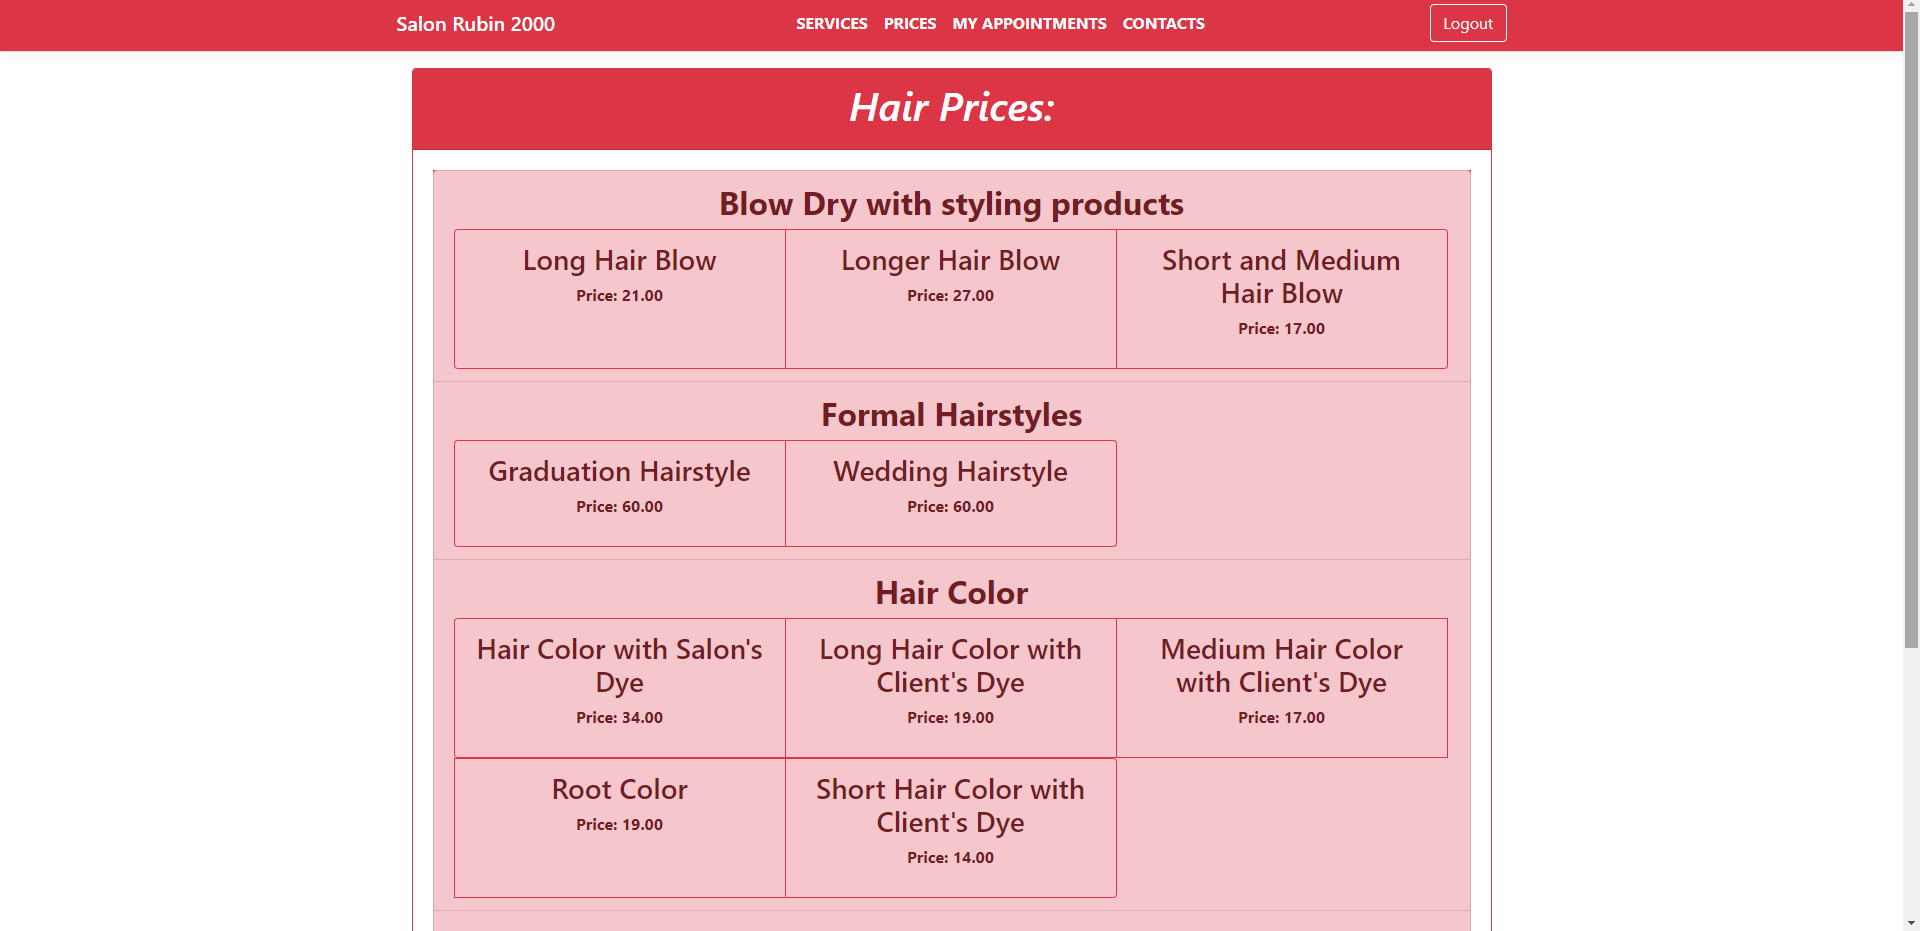 Salon Rubin 2000
SERVICES PRICES MY APPOINTMENTS CONTACTS
Logout
Hair Prices:
Blow Dry with styling products
Long Hair Blow
Price: 21.00
Longer Hair Blow
Price: 27.00
Short and Medium
Hair Blow
Price: 17.00
Formal Hairstyles
Graduation Hairstyle
Price: 60.00
Wedding Hairstyle
Price: 60.00
Hair Color
Hair Color with Salon's
Dye
Price: 34.00
Long Hair Color with
Client's Dye
Price: 19.00
Medium Hair Color
with Client's Dye
Price: 17.00
Root Color
Price: 19.00
Short Hair Color with
Client's Dye
Price: 14.00